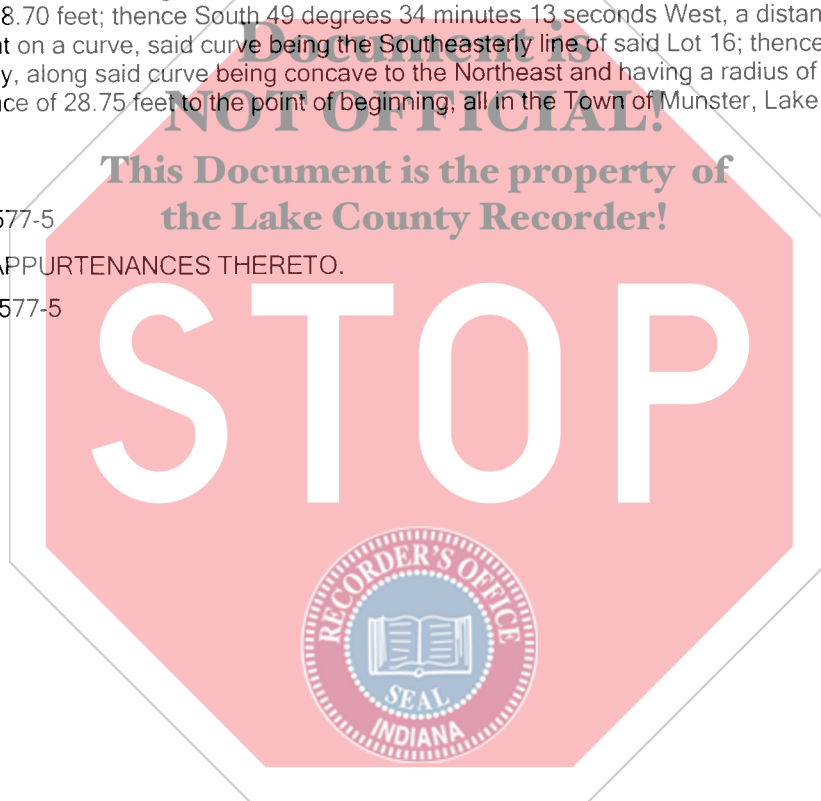 8.70 feet; thence South 49 degrees 34 minutes 13 seconds West, a distan
t on a curve, said curve being the Southeasterly line of said Lot 16; thence
y, along said curve being concave to the Northeast and having a radius of
ce of 28.75 feet to the point of beginning, all in the Town of Munster, Lake
Document is
NOT OFFICIAL!
This Document is the property of
the Lake County Recorder!
577-5
APPURTENANCES THERETO.
577-5
STOP
RECORDER'S OFFICE
SEAL
INDIANA